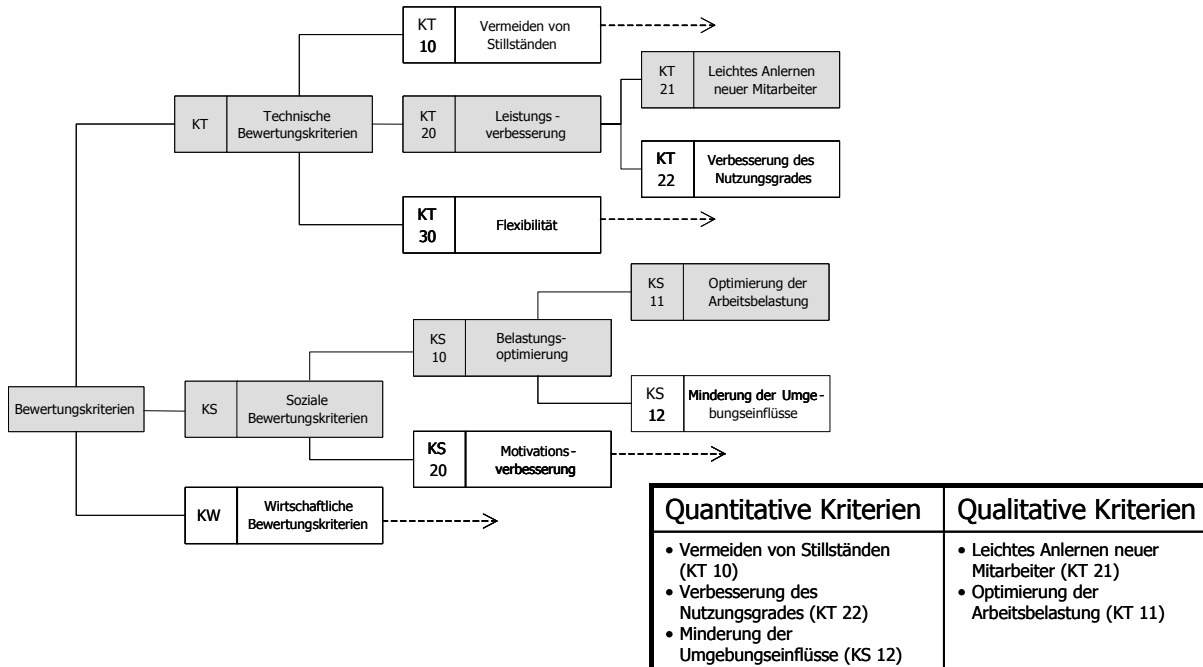 KT
10
Vermeiden von
Stillständen
KT
21
Leichtes Anlernen
neuer Mitarbeiter
KT
Technische
Bewertungskriterien
KT
20
Leistungs -
verbesserung
KT
22
Verbesserung des
Nutzungsgrades
KT
30
Flexibilität
KS
11
Optimierung der
Arbeitsbelastung
KS
10
Belastungs-
optimierung
KS
12
Minderung der Umge-
bungseinflüsse
Bewertungskriterien
KS
Soziale
Bewertungskriterien
KS
20
Motivations-
verbesserung
KW
Wirtschaftliche
Bewertungskriterien
Quantitative Kriterien
• Vermeiden von Stillständen
(KT 10)
• Verbesserung des
Nutzungsgrades (KT 22)
• Minderung der
Umgebungseinflüsse (KS 12)
Qualitative Kriterien
• Leichtes Anlernen neuer
Mitarbeiter (KT 21)
• Optimierung der
Arbeitsbelastung (KT 11)